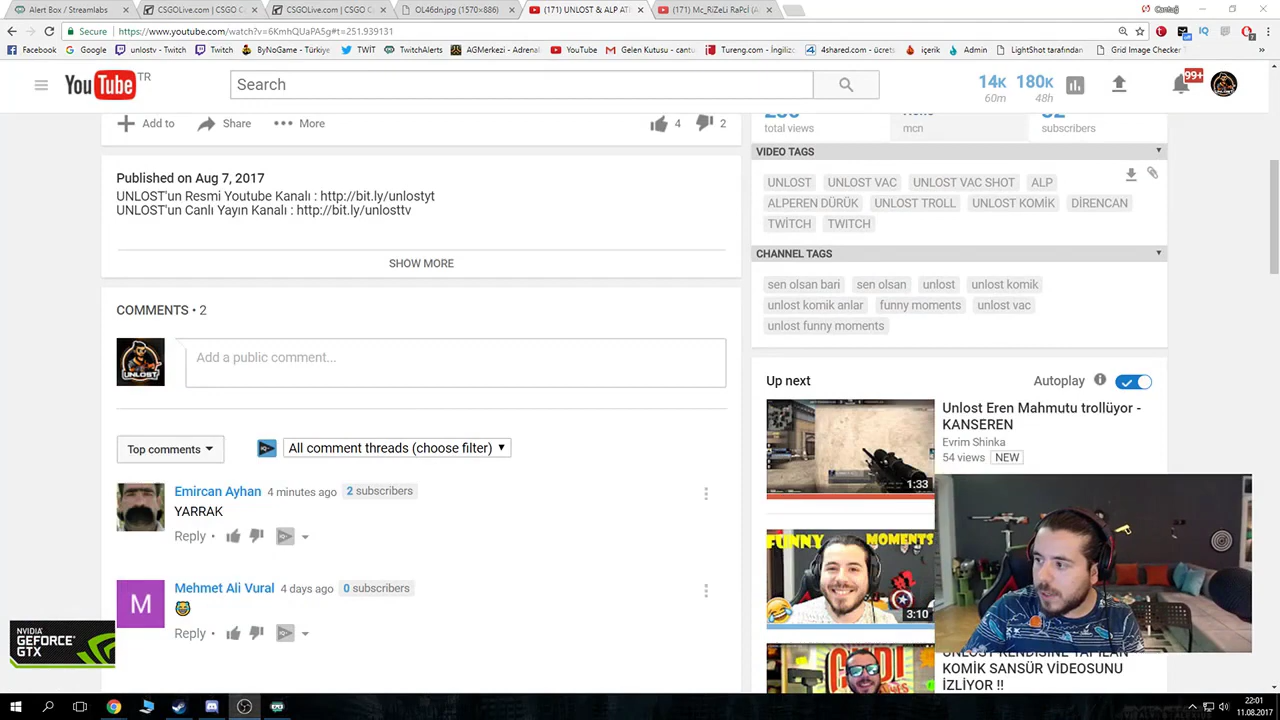 Alert Box / Streamlabs
CSGOLive.com | CSGO C
CSGOLive.com | CSGO C
OL46dn.jpg (1570×886)
(171) UNLOST & ALP AT
(171) Mc_RiZeLi RaPcI (A
Secure
https://www.youtube.com/watch?v=6KmhQUaPA5g#t=251.939131
Facebook
Google
unlostv - Twitch
Twitch
ByNoGame - Türkiye
TWİT
TwitchAlerts
AGMerkezi - Adrenal
YouTube
Gelen Kutusu - cantu
Tureng.com - İngiliz
4shared.com - ücrets
içerik
Admin
LightShot tarafından
Grid Image Checker
YouTube TR
Search
14K
60m
180K
48h
99+
Add to
Share
More
4
2
total views
mcn
subscribers
Published on Aug 7, 2017
UNLOST'un Resmi Youtube Kanalı : http://bit.ly/unlostyt
UNLOST'un Canlı Yayın Kanalı : http://bit.ly/unlosttv
SHOW MORE
VIDEO TAGS
UNLOST
UNLOST VAC
UNLOST VAC SHOT
ALP
ALPEREN DÜRÜK
UNLOST TROLL
UNLOST KOMİK
DİRENCAN
TWİTCH
TWITCH
CHANNEL TAGS
sen olsan bari
sen olsan
unlost
unlost komik
unlost komik anlar
funny moments
unlost vac
unlost funny moments
COMMENTS • 2
UNLOST
Add a public comment...
Top comments
All comment threads (choose filter)
Emircan Ayhan 4 minutes ago 2 subscribers
YARRAK
Reply •
M
Mehmet Ali Vural 4 days ago 0 subscribers
Reply •
Up next
Autoplay
Unlost Eren Mahmutu trollüyor -
KANSEREN
Evrim Shinka
54 views NEW
1:33
FUNNY MOMENTS
3:10
UNLOST KENDİSİNE YAPILAN
KOMİK SANSÜR VİDEOSUNU
İZLİYOR !!
NVIDIA
GEFORCE
GTX
22:01
11.08.2017